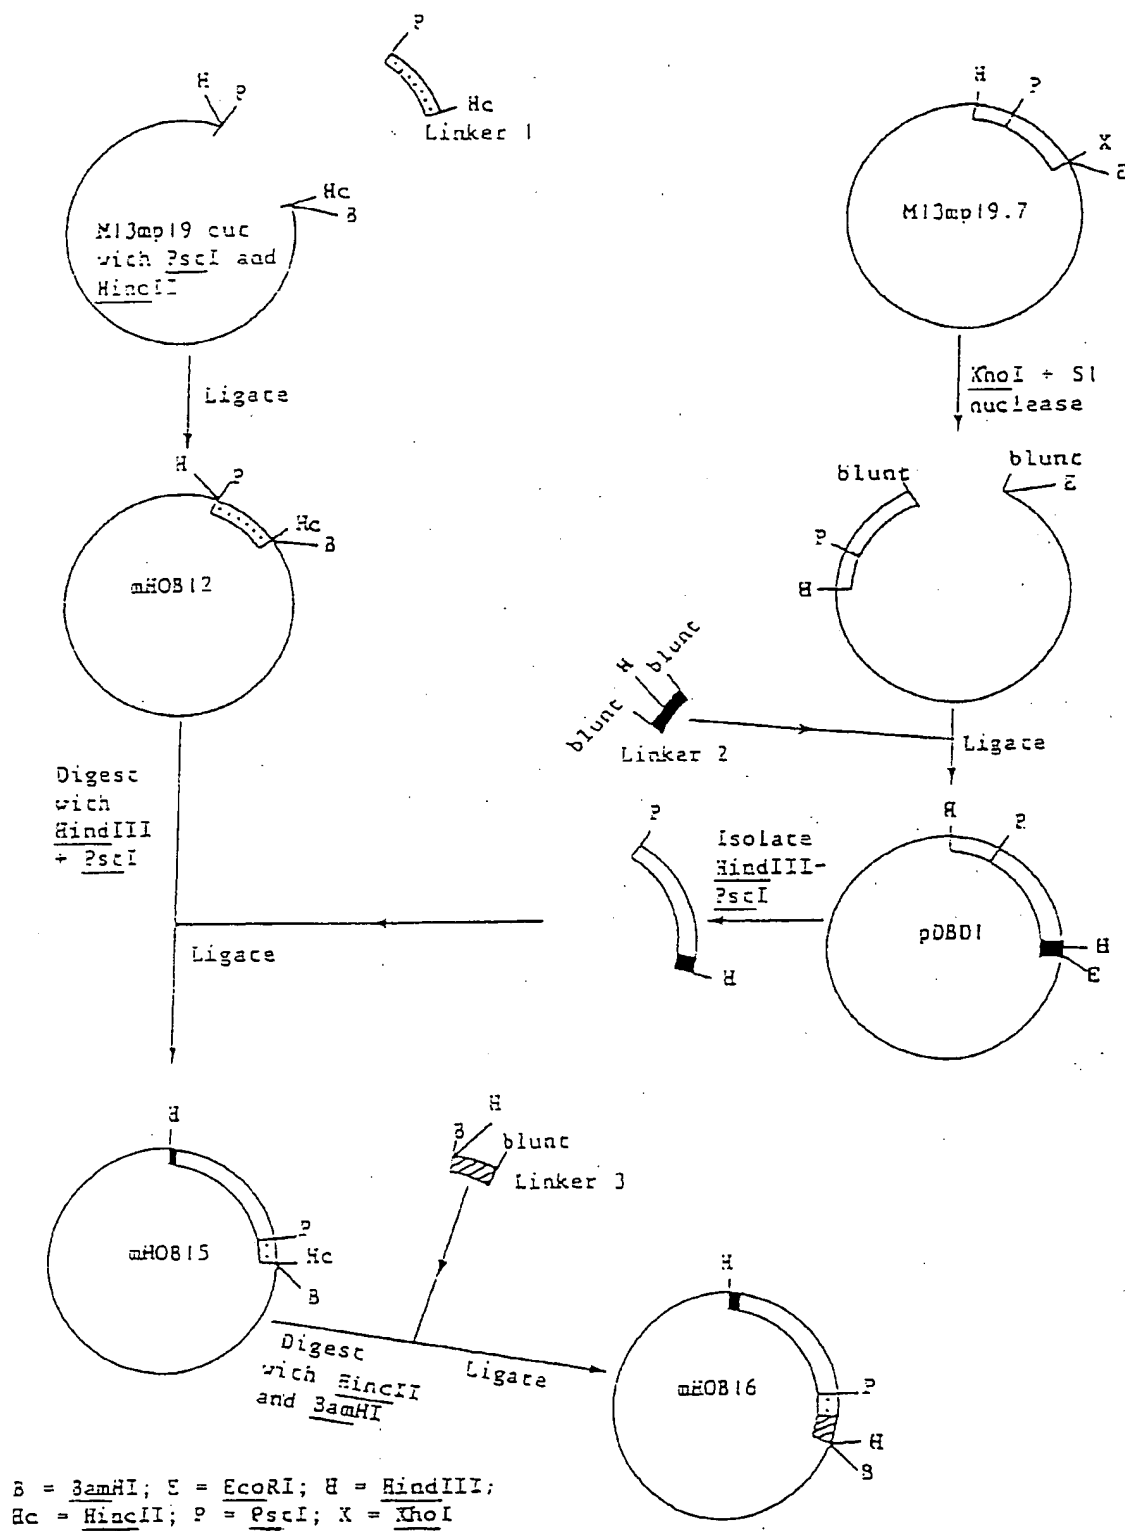 P
H
P
Hc
Linker 1
Hc
B
M13mp19 cut
with PstI and
HincII
H
P
X
E
M13mp19.7
Ligate
XhoI + S1
nuclease
H
P
Hc
B
mHOB12
blunt
blunt
E
P
H
blunt
H
blunt
Linker 2
Ligate
Digest
with
HindIII
+ PstI
P
Isolate
HindIII-
PstI
H
H
P
pDBD1
H
E
Ligate
H
mHOB15
P
Hc
B
B
H
blunt
Linker 3
Digest
with HincII
and BamHI
Ligate
H
mHOB16
P
H
B
B = BamHI; E = EcoRI; H = HindIII;
Hc = HincII; P = PstI; X = XhoI